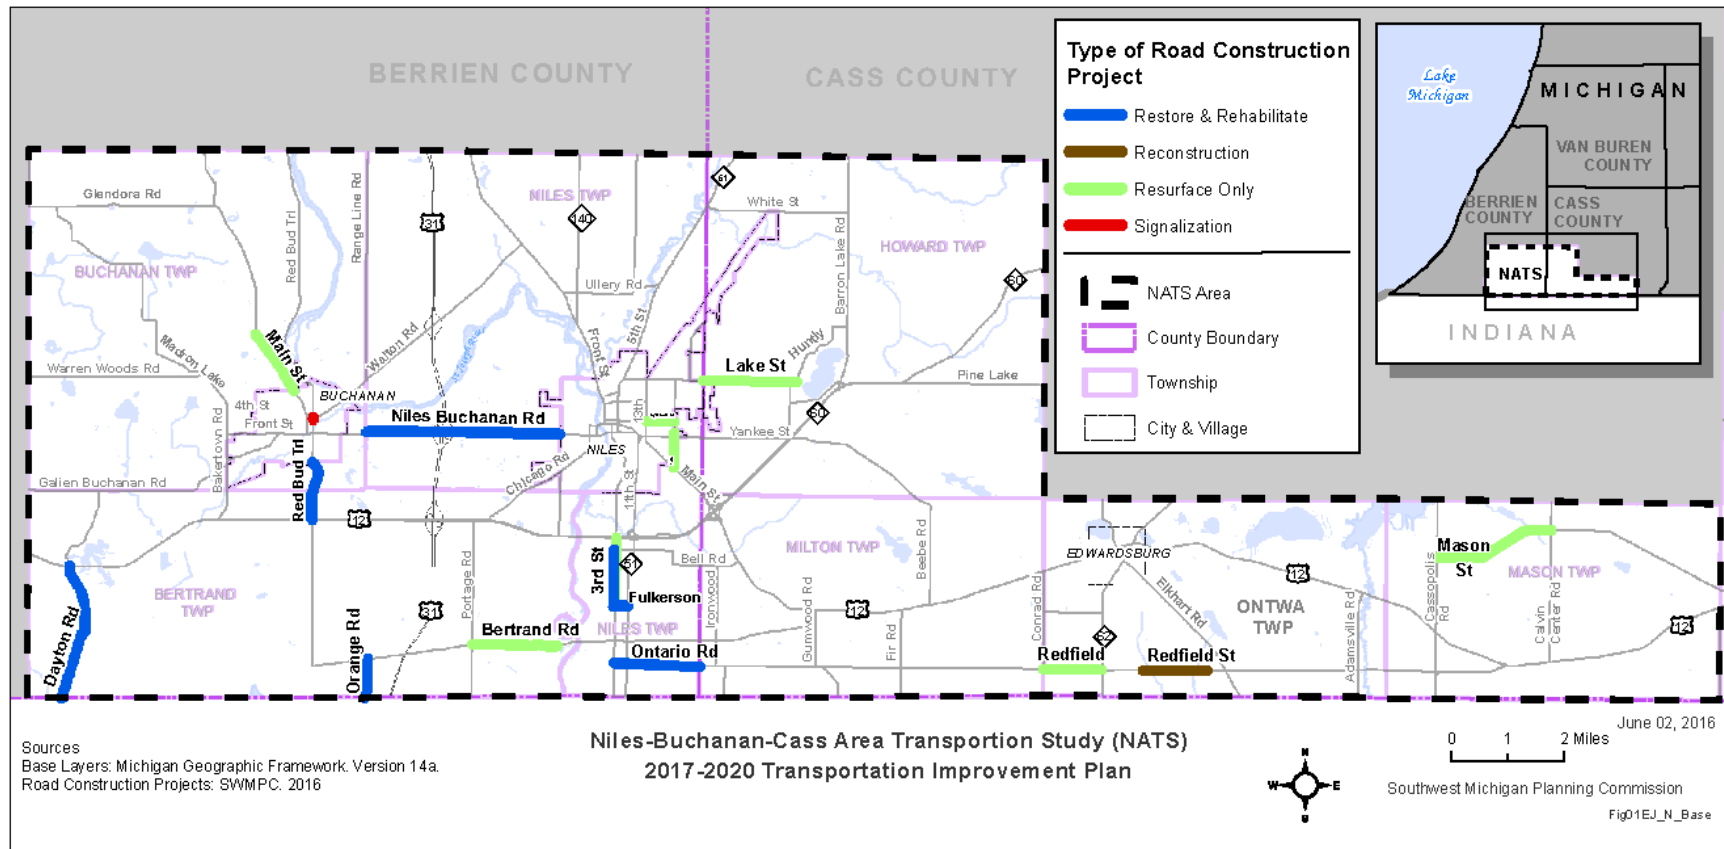 BERRIEN COUNTY
CASS COUNTY
Type of Road Construction
Project
Restore & Rehabilitate
Reconstruction
Resurface Only
Signalization
NATS Area
County Boundary
Township
City & Village
Lake
Michigan
MICHIGAN
VAN BUREN
COUNTY
BERRIEN
COUNTY
CASS
COUNTY
NATS
INDIANA
Glendora Rd
Red Bud Trl
Range Line Rd
31
NILES TWP
140
51
White St
Barron Lake Rd
HOWARD TWP
60
BUCHANAN TWP
Ullery Rd
Walton Rd
Front St
5th St
Madron Lake
Main St
Warren Woods Rd
BUCHANAN
Lake St
Huntly
Pine Lake
4th St
Front St
Niles Buchanan Rd
13th
60
Yankee St
NILES
Bakertown Rd
Red Bud Trl
Galien Buchanan Rd
Chicago Rd
11th St
Main St
12
Bell Rd
MILTON TWP
Beebe Rd
EDWARDSBURG
Mason
St
MASON TWP
Cassopolis
Rd
Calvin
Center Rd
BERTRAND
TWP
Portage Rd
3rd St
51
Fulkerson
NILES TWP
Ironwood
Gumwood Rd
12
Fir Rd
Conrad Rd
Elkhart Rd
12
ONTWA
TWP
Adamsville Rd
12
Dayton Rd
31
Bertrand Rd
Orange Rd
Ontario Rd
62
Redfield
Redfield St
June 02, 2016
Sources
Base Layers: Michigan Geographic Framework. Version 14a.
Road Construction Projects: SWMPC. 2016
Niles-Buchanan-Cass Area Transportion Study (NATS)
2017-2020 Transportation Improvement Plan
N
W
E
S
0 1 2 Miles
Southwest Michigan Planning Commission
Fig01EJ_N_Base